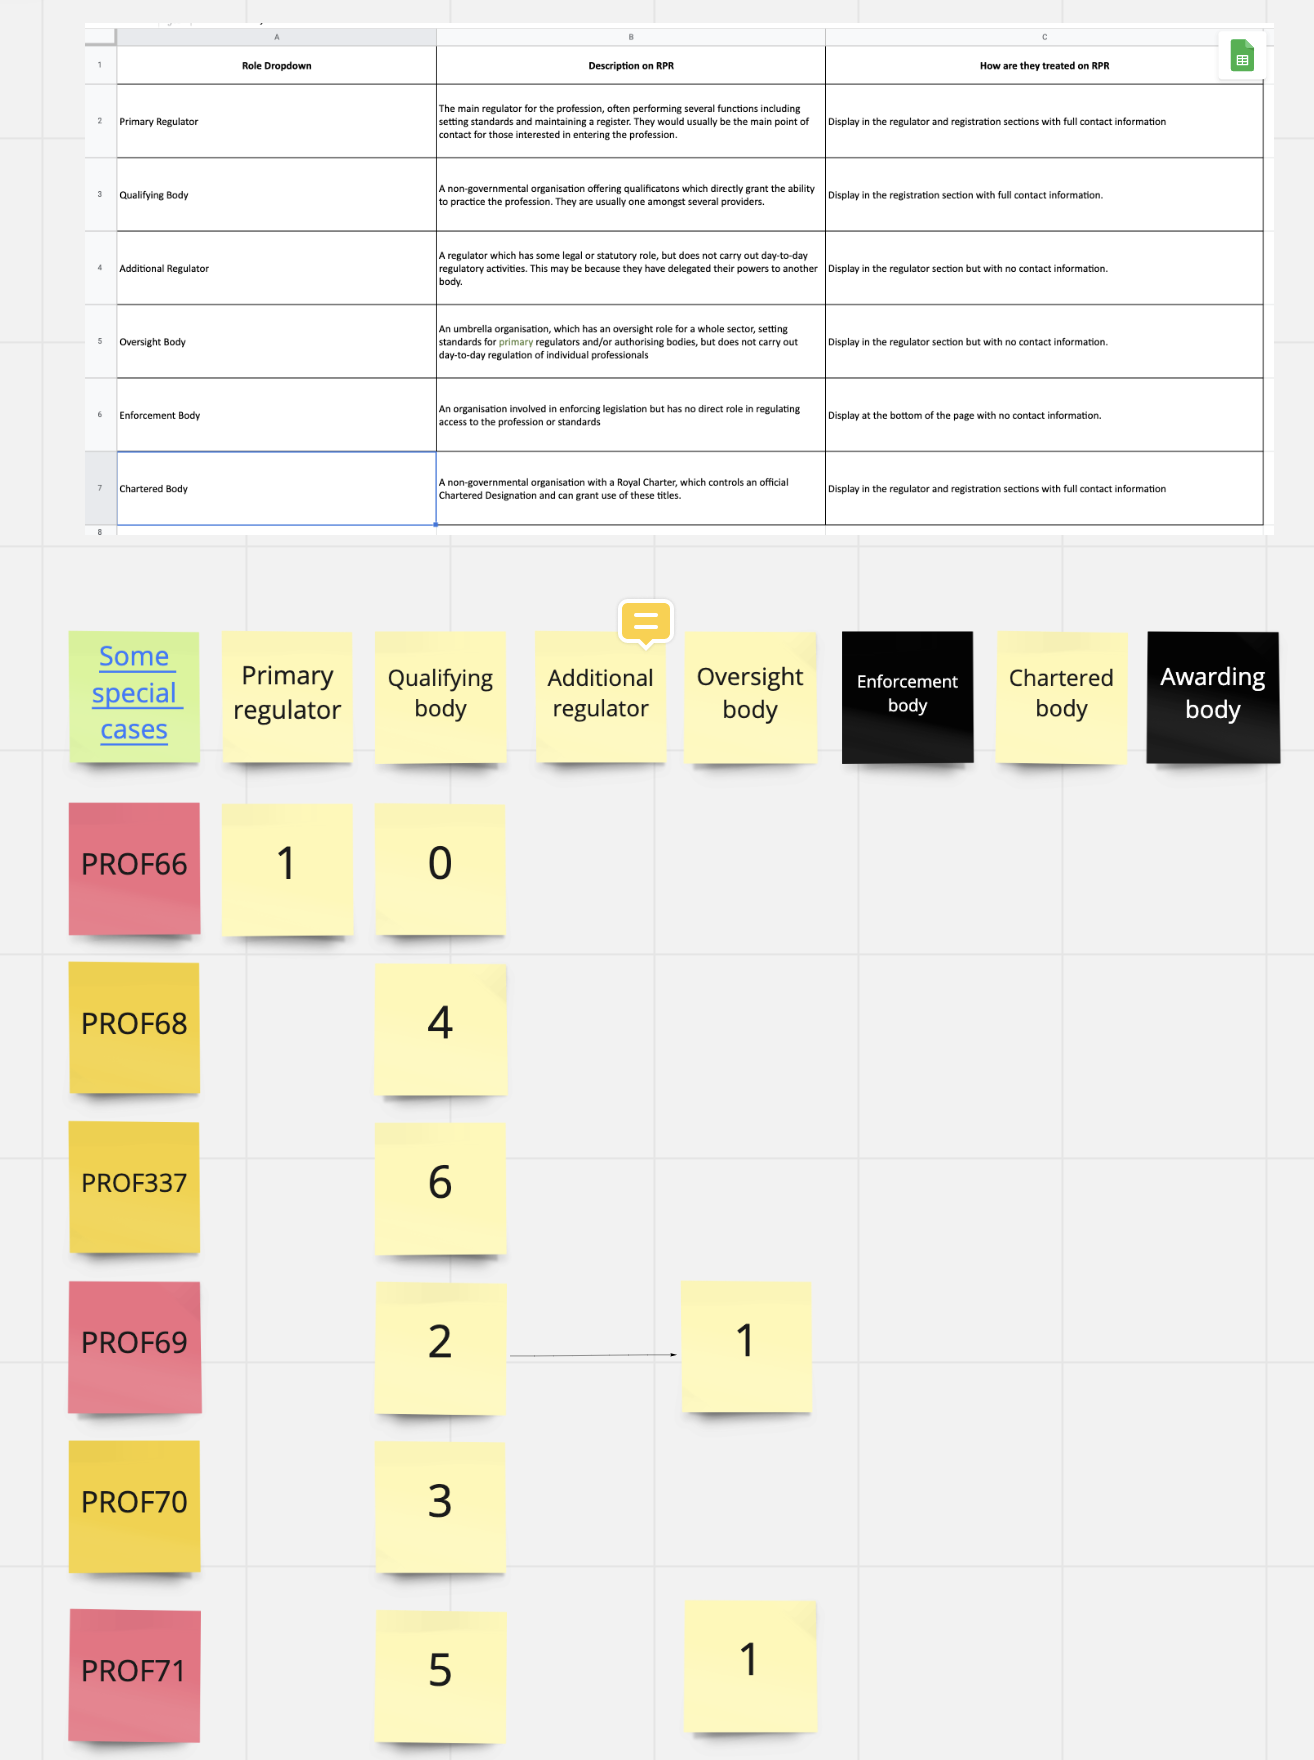 A B C
1 Role Dropdown Description on RPR How are they treated on RPR
2 Primary Regulator
The main regulator for the profession, often performing several functions including
setting standards and maintaining a register. They would usually be the main point of
contact for those interested in entering the profession.
Display in the regulator and registration sections with full contact information
3 Qualifying Body
A non-governmental organisation offering qualificatons which directly grant the ability
to practice the profession. They are usually one amongst several providers.
Display in the registration section with full contact information.
4 Additional Regulator
A regulator which has some legal or statutory role, but does not carry out day-to-day
regulatory activities. This may be because they have delegated their powers to another
body.
Display in the regulator section but with no contact information.
5 Oversight Body
An umbrella organisation, which has an oversight role for a whole sector, setting
standards for primary regulators and/or authorising bodies, but does not carry out
day-to-day regulation of individual professionals
Display in the regulator section but with no contact information.
6 Enforcement Body
An organisation involved in enforcing legislation but has no direct role in regulating
access to the profession or standards
Display at the bottom of the page with no contact information.
7 Chartered Body
A non-governmental organisation with a Royal Charter, which controls an official
Chartered Designation and can grant use of these titles.
Display in the regulator and registration sections with full contact information
8
Some
special
cases
Primary
regulator
Qualifying
body
Additional
regulator
Oversight
body
Enforcement
body
Chartered
body
Awarding
body
PROF66 1 0
PROF68 4
PROF337 6
PROF69 2 1
PROF70 3
PROF71 5 1